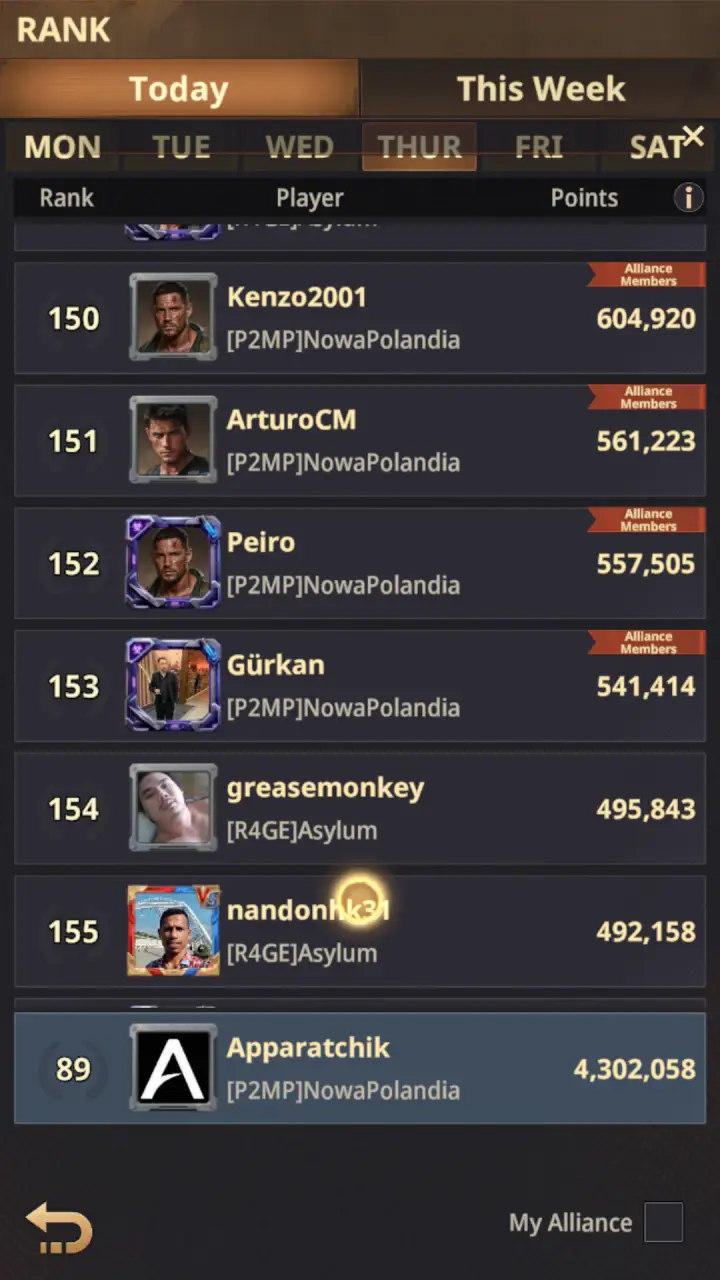 RANK
Today
This Week
MON
TUE
WED
THUR
FRI
SAT
Rank
Player
Points
150
Kenzo2001
[P2MP]NowaPolandia
Alliance
Members
604,920
151
ArturoCM
[P2MP]NowaPolandia
Alliance
Members
561,223
152
Peiro
[P2MP]NowaPolandia
Alliance
Members
557,505
153
Gürkan
[P2MP]NowaPolandia
Alliance
Members
541,414
154
greasemonkey
[R4GE]Asylum
495,843
155
nandonhk31
[R4GE]Asylum
492,158
89
Apparatchik
[P2MP]NowaPolandia
4,302,058
My Alliance